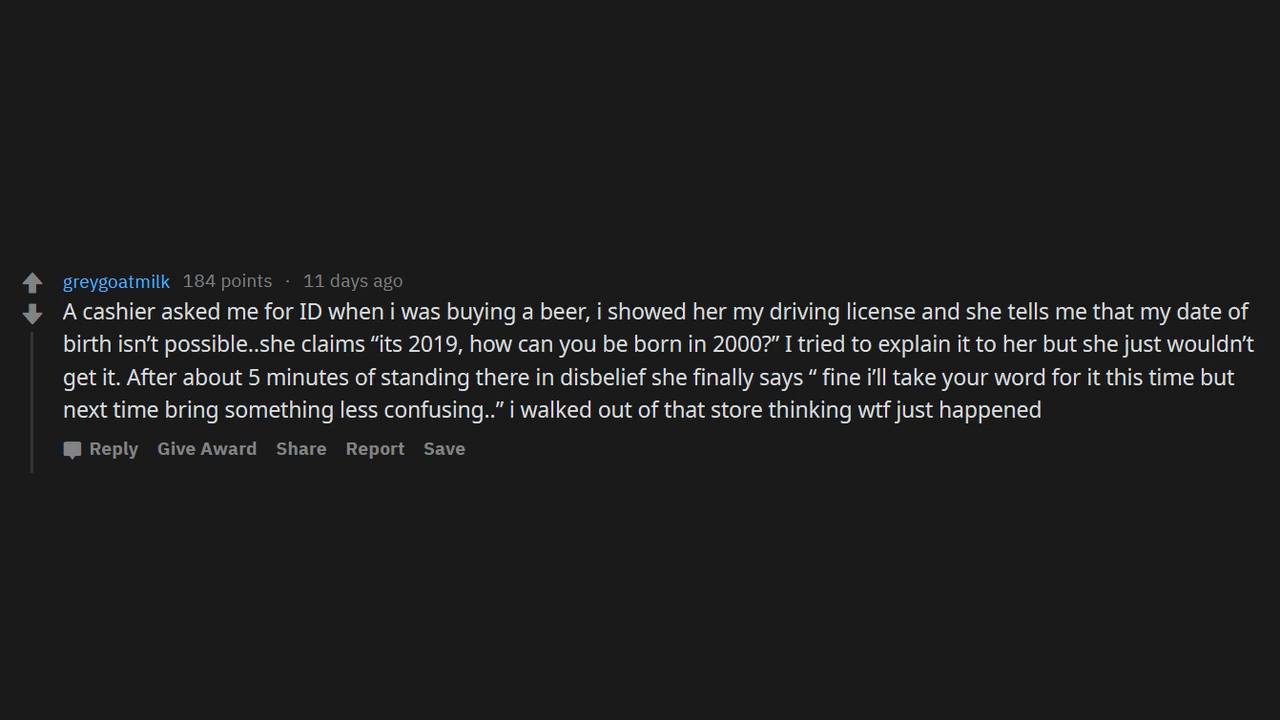 greygoatmilk 184 points · 11 days ago
A cashier asked me for ID when i was buying a beer, i showed her my driving license and she tells me that my date of
birth isn’t possible..she claims “its 2019, how can you be born in 2000?” I tried to explain it to her but she just wouldn’t
get it. After about 5 minutes of standing there in disbelief she finally says “ fine i’ll take your word for it this time but
next time bring something less confusing..” i walked out of that store thinking wtf just happened
Reply Give Award Share Report Save